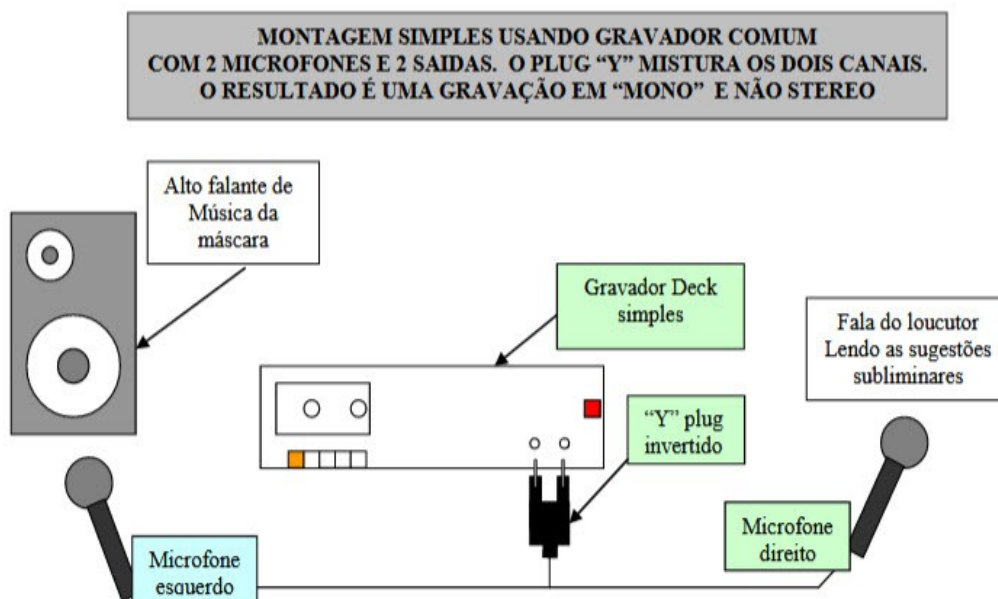 MONTAGEM SIMPLES USANDO GRAVADOR COMUM
COM 2 MICROFONES E 2 SAIDAS. O PLUG “Y” MISTURA OS DOIS CANAIS.
O RESULTADO É UMA GRAVAÇÃO EM “MONO” E NÃO STEREO
Alto falante de
Música da
máscara
Gravador Deck
simples
Fala do loucutor
Lendo as sugestões
subliminares
“Y” plug
invertido
Microfone
direito
Microfone
esquerdo